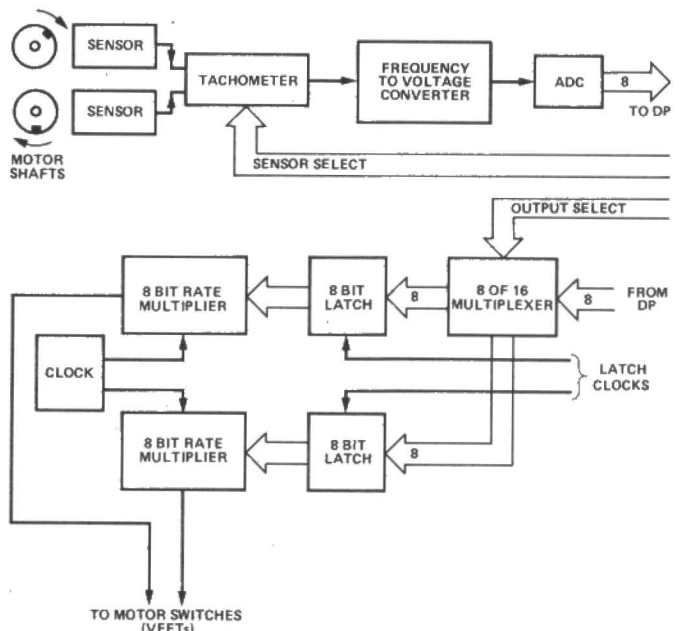 SENSOR
SENSOR
MOTOR
SHAFTS
TACHOMETER
FREQUENCY
TO VOLTAGE
CONVERTER
ADC
8
TO DP
SENSOR SELECT
OUTPUT SELECT
8 BIT RATE
MULTIPLIER
8 BIT
LATCH
8
8 OF 16
MULTIPLEXER
8
FROM
DP
CLOCK
LATCH
CLOCKS
8 BIT RATE
MULTIPLIER
8 BIT
LATCH
8
TO MOTOR SWITCHES
(VFETs)